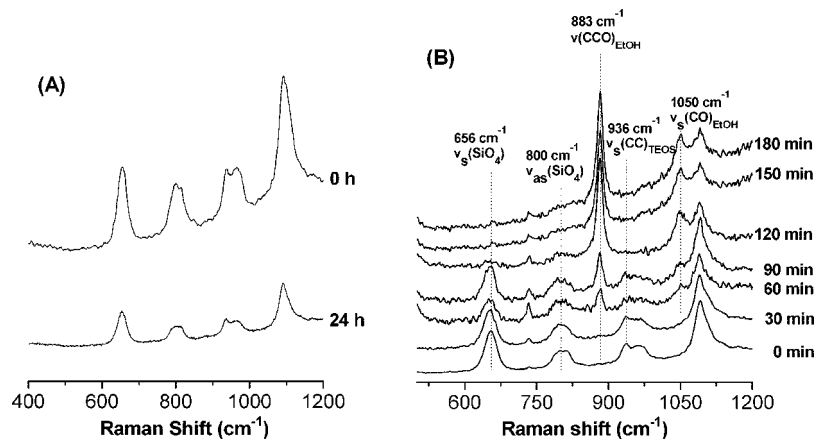 (A)
0 h
24 h
400 600 800 1000 1200
Raman Shift (cm-1)
(B)
883 cm-1
ν(CCO)EtOH
1050 cm-1
νs(CO)EtOH
656 cm-1
νs(SiO4)
936 cm-1
νs(CC)TEOS
800 cm-1
νas(SiO4)
180 min
150 min
120 min
90 min
60 min
30 min
0 min
600 750 900 1050 1200
Raman shift (cm-1)